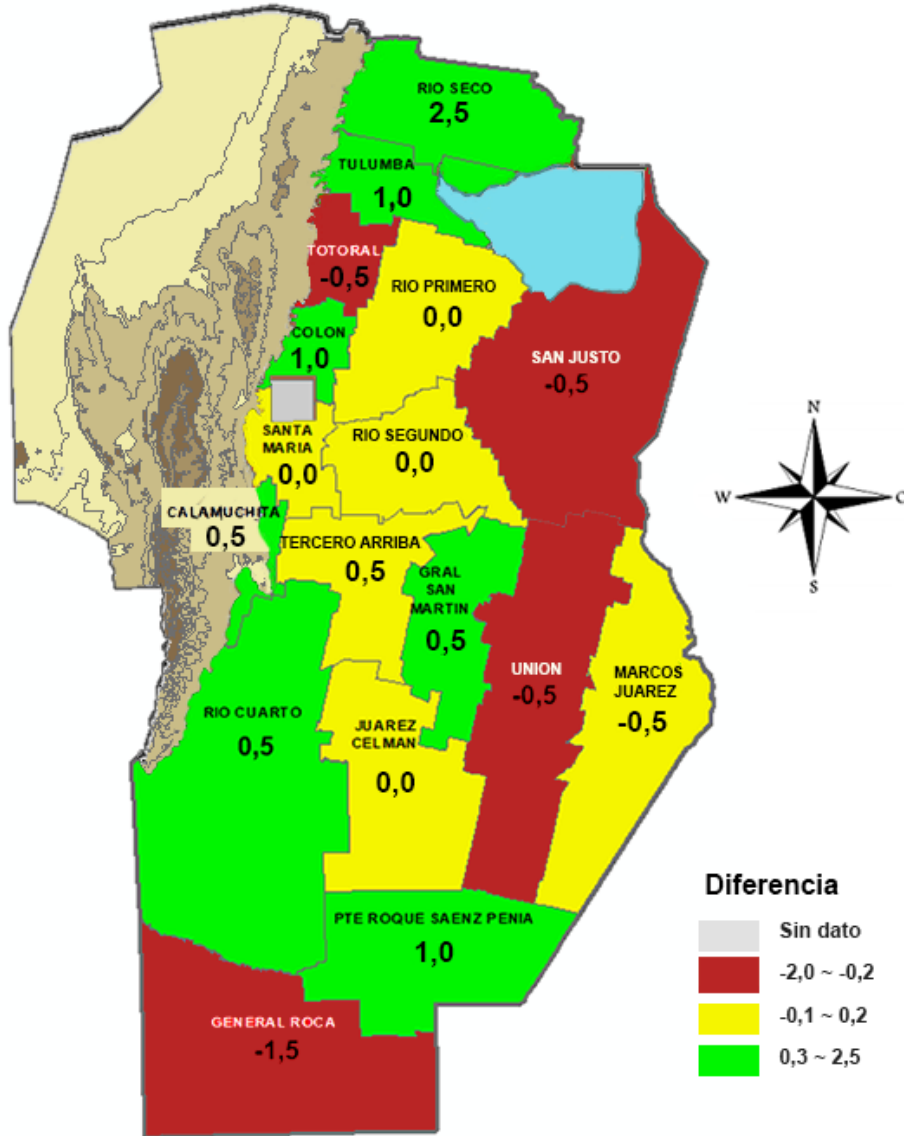 RIO SECO
2,5
TULUMBA
1,0
TOTORAL
-0,5
RIO PRIMERO
0,0
COLON
1,0
SAN JUSTO
-0,5
SANTA
MARIA
0,0
RIO SEGUNDO
0,0
N
W
O
S
CALAMUCHITA
0,5
TERCERO ARRIBA
0,5
GRAL
SAN
MARTIN
0,5
UNION
-0,5
MARCOS
JUAREZ
-0,5
RIO CUARTO
0,5
JUAREZ
CELMAN
0,0
PTE ROQUE SAENZ PENIA
1,0
GENERAL ROCA
-1,5
Diferencia
Sin dato
-2,0 ~ -0,2
-0,1 ~ 0,2
0,3 ~ 2,5